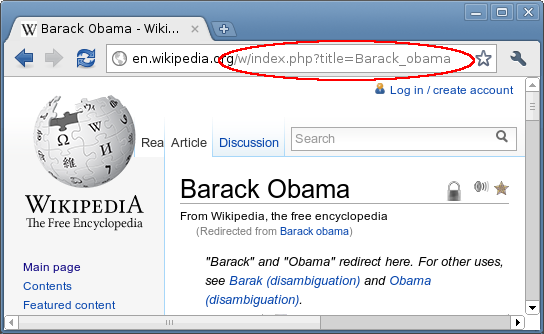 Barack Obama - Wiki...
en.wikipedia.org/w/index.php?title=Barack_obama
Log in / create account
Rea Article Discussion Search
WIKIPEDIA
The Free Encyclopedia
Barack Obama
From Wikipedia, the free encyclopedia
(Redirected from Barack obama)
"Barack" and "Obama" redirect here. For other uses,
see Barak (disambiguation) and Obama
(disambiguation).
Main page
Contents
Featured content